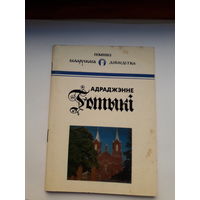 ПОМНІКІ
БЕЛАРУСКАГА ДОЙЛІДСТВА
АДРАДЖЭННЕ
Готыкі